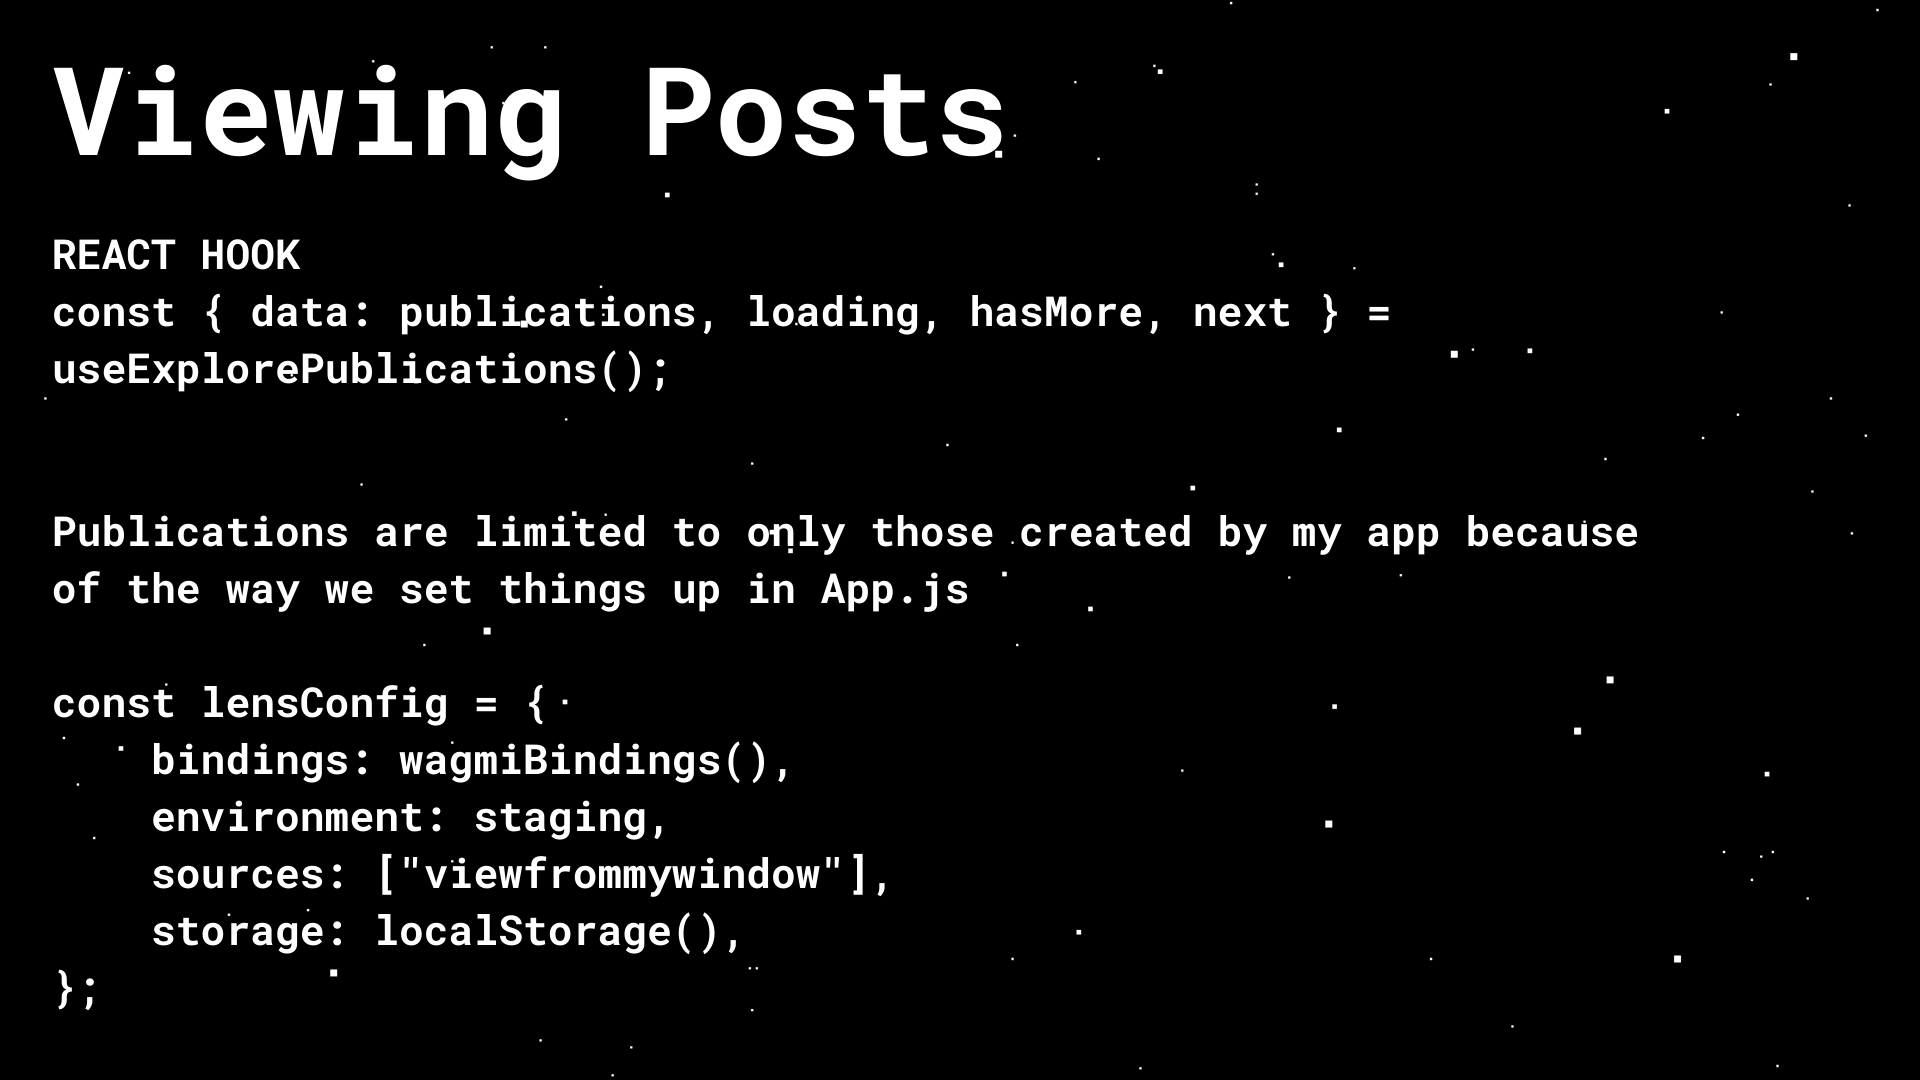 Viewing Posts
REACT HOOK
const { data: publications, loading, hasMore, next } =
useExplorePublications();
Publications are limited to only those created by my app because
of the way we set things up in App.js
const lensConfig = {
    bindings: wagmiBindings(),
    environment: staging,
    sources: ["viewfrommywindow"],
    storage: localStorage(),
};